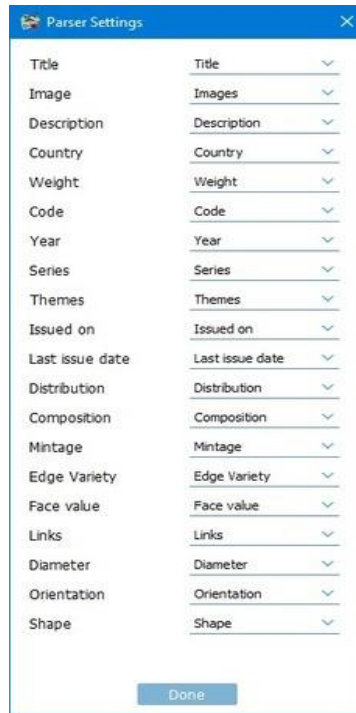 Parser Settings
Title Title
Image Images
Description Description
Country Country
Weight Weight
Code Code
Year Year
Series Series
Themes Themes
Issued on Issued on
Last issue date Last issue date
Distribution Distribution
Composition Composition
Mintage Mintage
Edge Variety Edge Variety
Face value Face value
Links Links
Diameter Diameter
Orientation Orientation
Shape Shape
Done